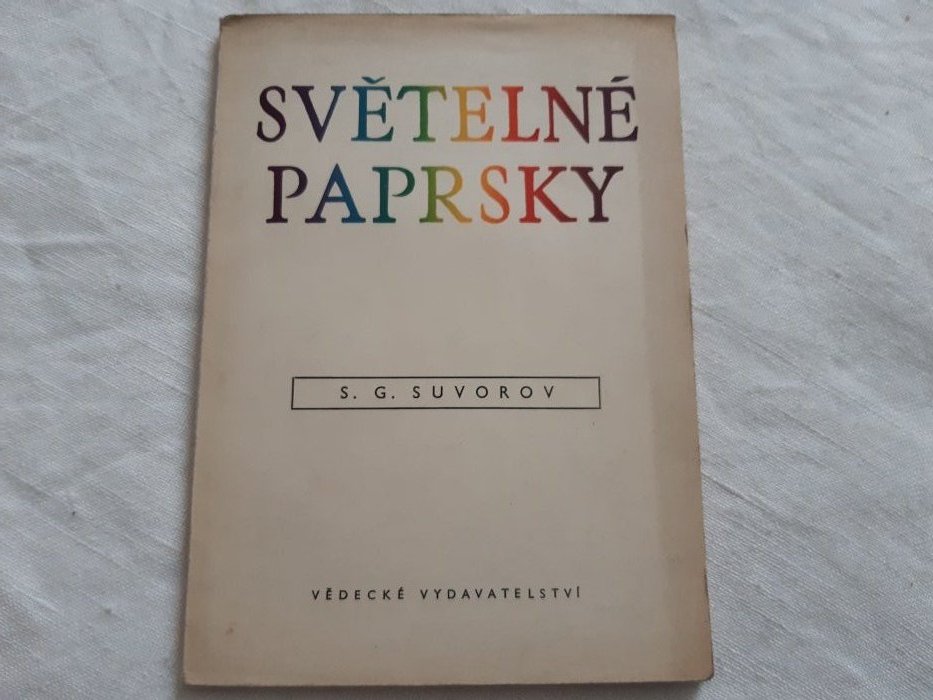 SVĚTELNÉ
PAPRSKY
S. G. SUVOROV
VĚDECKÉ VYDAVATELSTVÍ